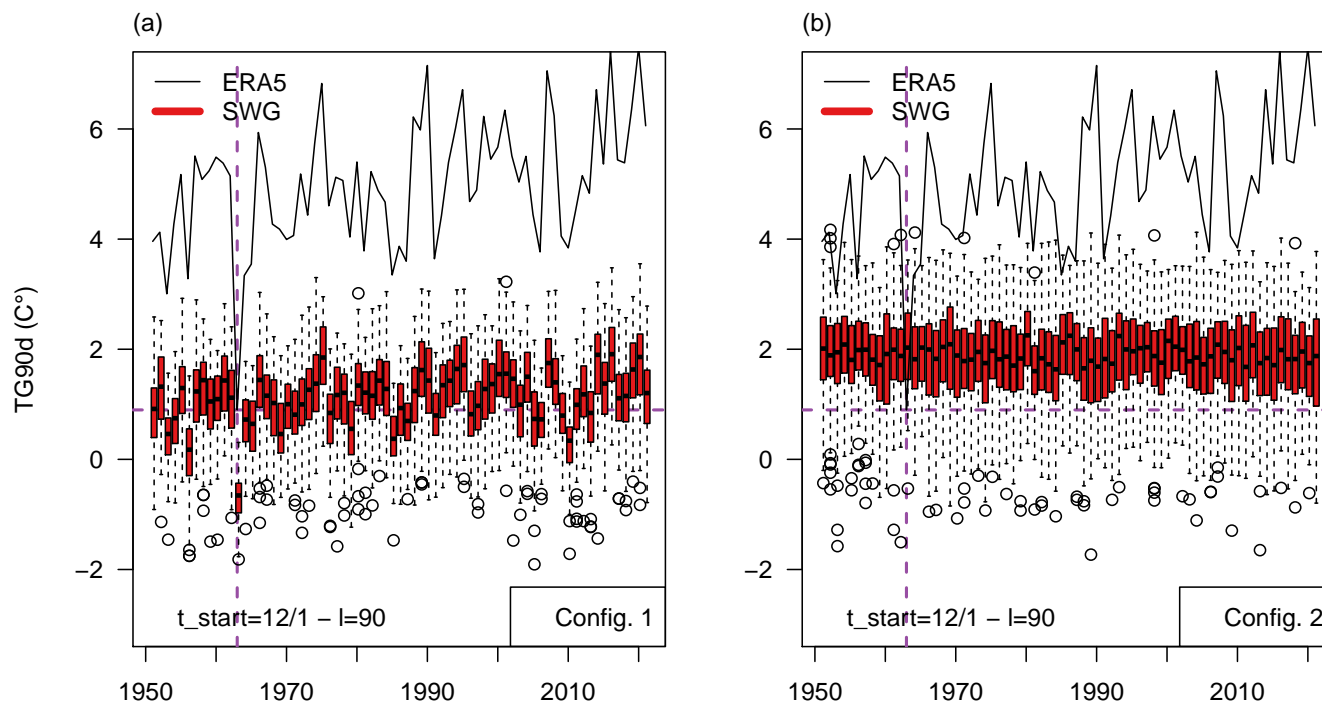 (a)
(b)
ERA5
SWG
ERA5
SWG
TG90d (C°)
6
4
2
0
−2
6
4
2
0
−2
t_start=12/1 − l=90
Config. 1
t_start=12/1 − l=90
Config. 2
1950
1970
1990
2010
1950
1970
1990
2010